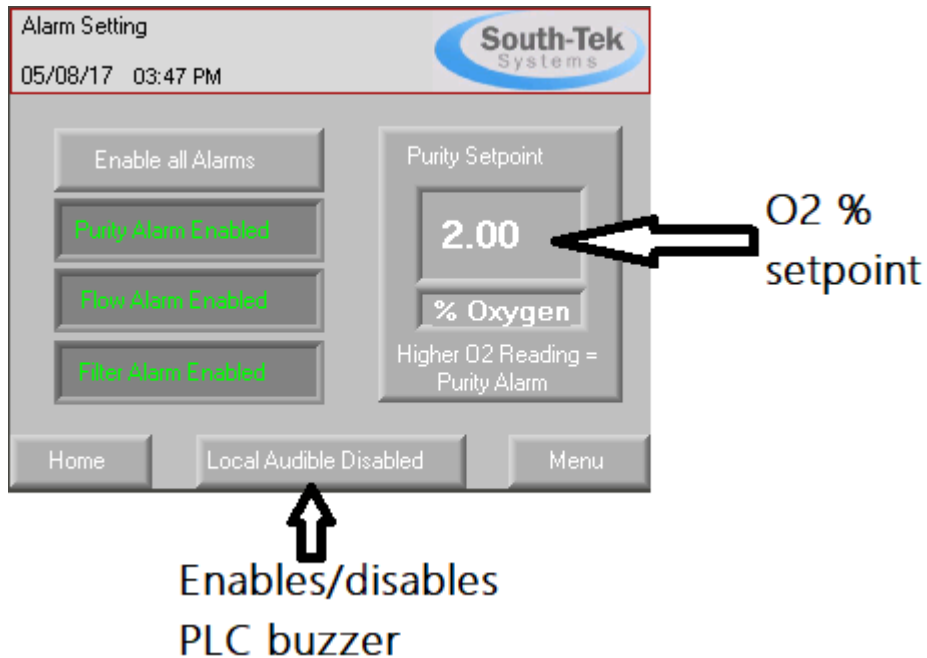 Alarm Setting
05/08/17 03:47 PM
South-Tek
Systems
Enable all Alarms
Purity Alarm Enabled
Flow Alarm Enabled
Filter Alarm Enabled
Purity Setpoint
2.00
% Oxygen
Higher O2 Reading =
Purity Alarm
O2 %
setpoint
Home
Local Audible Disabled
Menu
Enables/disables
PLC buzzer